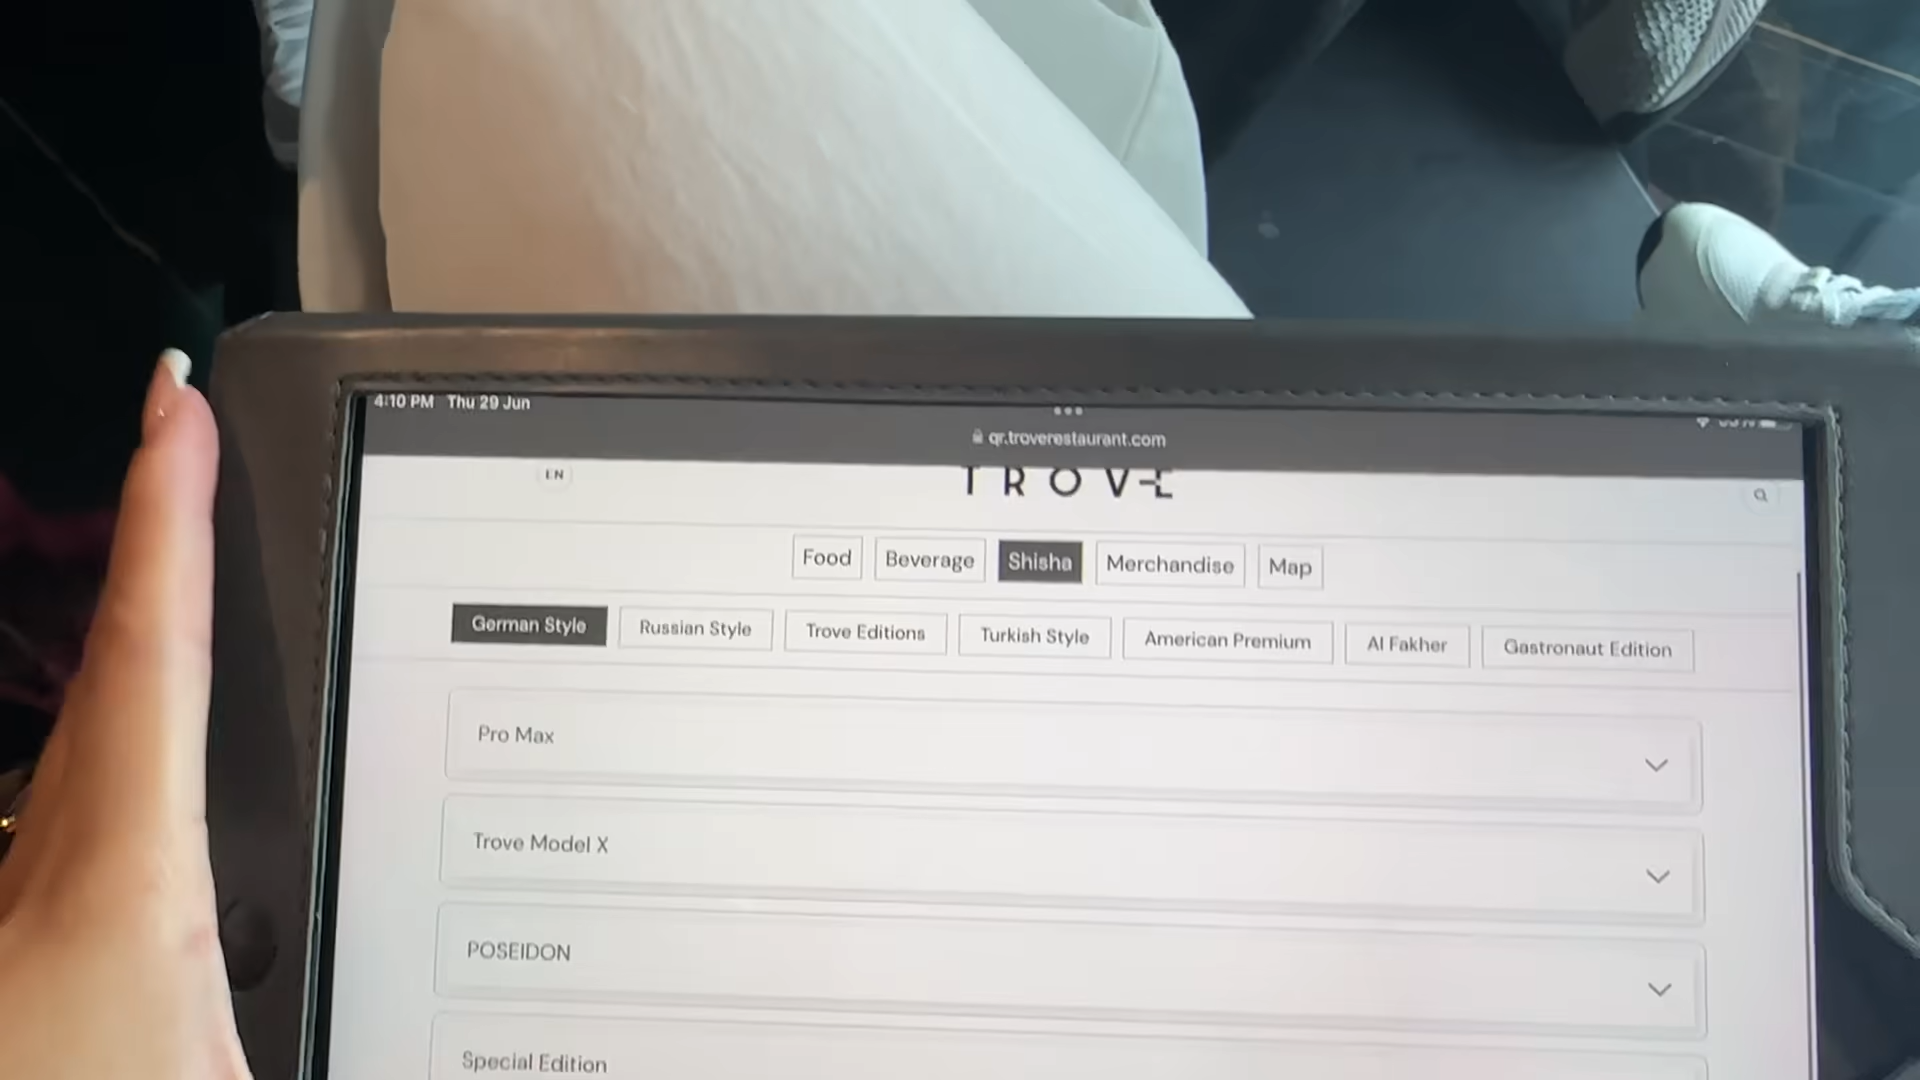 4:10 PM Thu 29 Jun
qr.troverestaurant.com
EN
TROVE
Food Beverage Shisha Merchandise Map
German Style Russian Style Trove Editions Turkish Style American Premium Al Fakher Gastronaut Edition
Pro Max
Trove Model X
POSEIDON
Special Edition